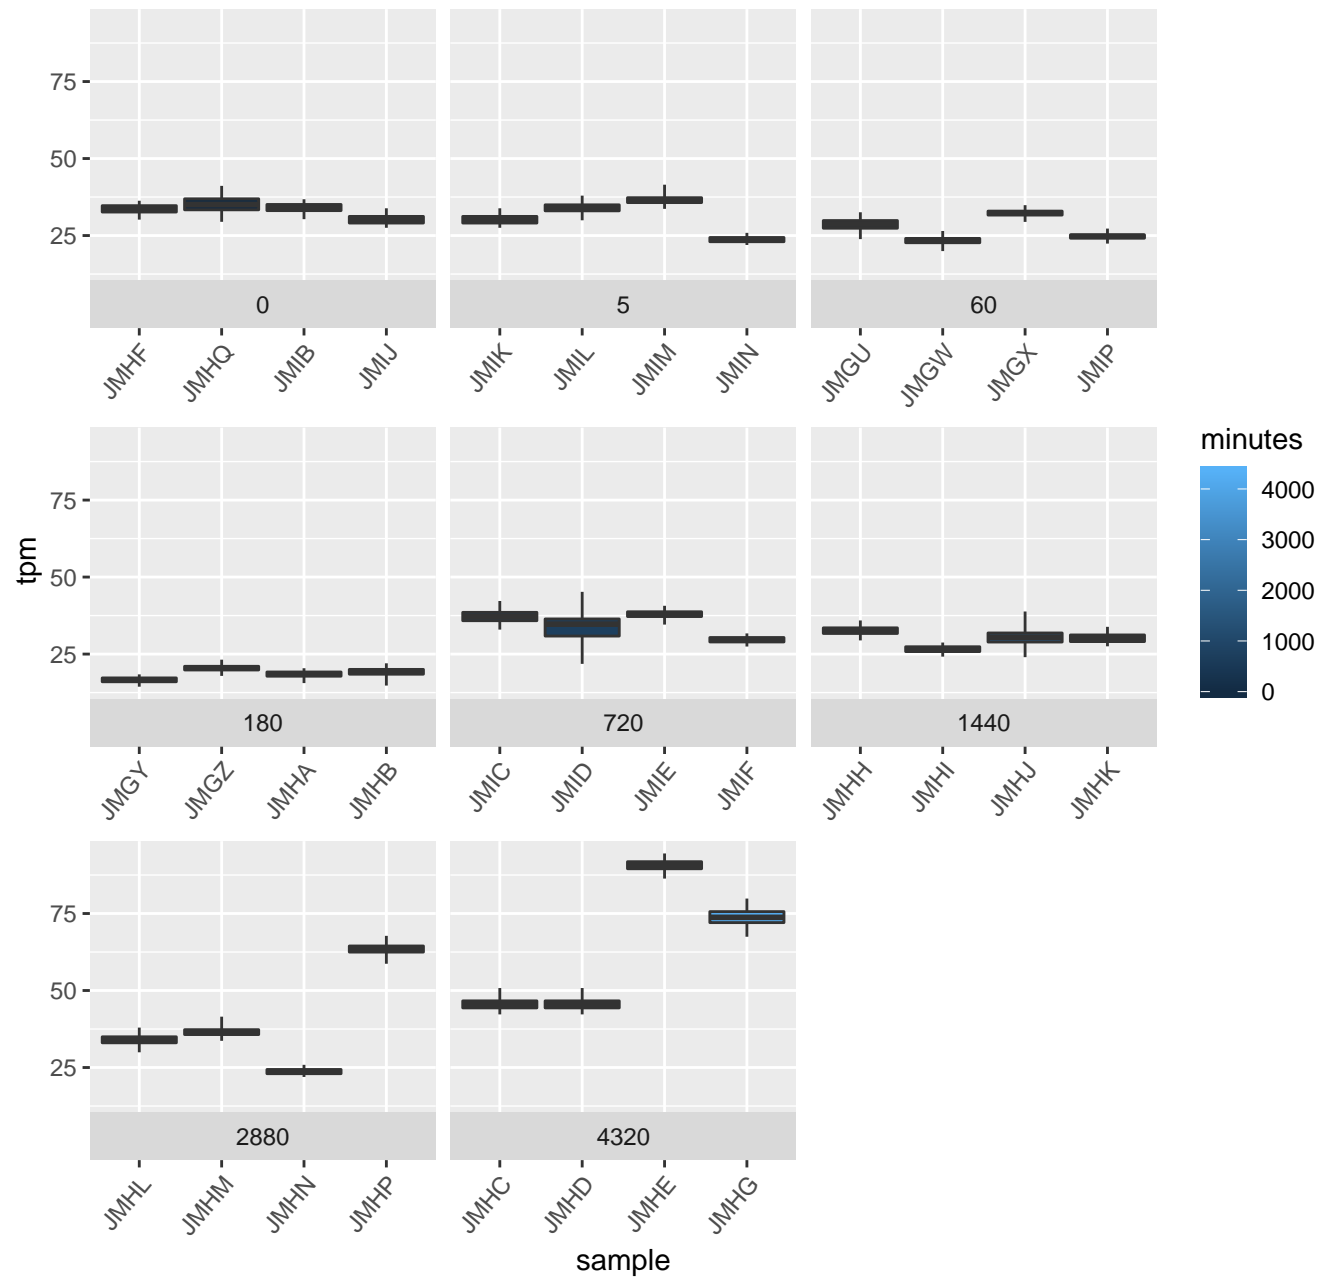 75
50
25
0
5
60
JMHF JMHQ JMIB JMIJ
JMIK JMIL JMIM JMIN
JMGU JMGW JMGX JMIP
tpm
75
50
25
180
720
1440
JMGY JMGZ JMHA JMHB
JMIC JMID JMIE JMIF
JMHH JMHI JMHJ JMHK
75
50
25
2880
4320
JMHL JMHM JMHN JMHP
JMHC JMHD JMHE JMHG
sample
minutes
4000
3000
2000
1000
0